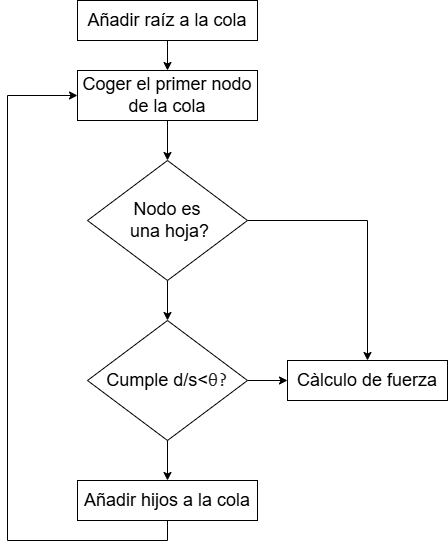 Añadir raíz a la cola
Coger el primer nodo
de la cola
Nodo es
una hoja?
Cumple d/s<θ?
Càlculo de fuerza
Añadir hijos a la cola